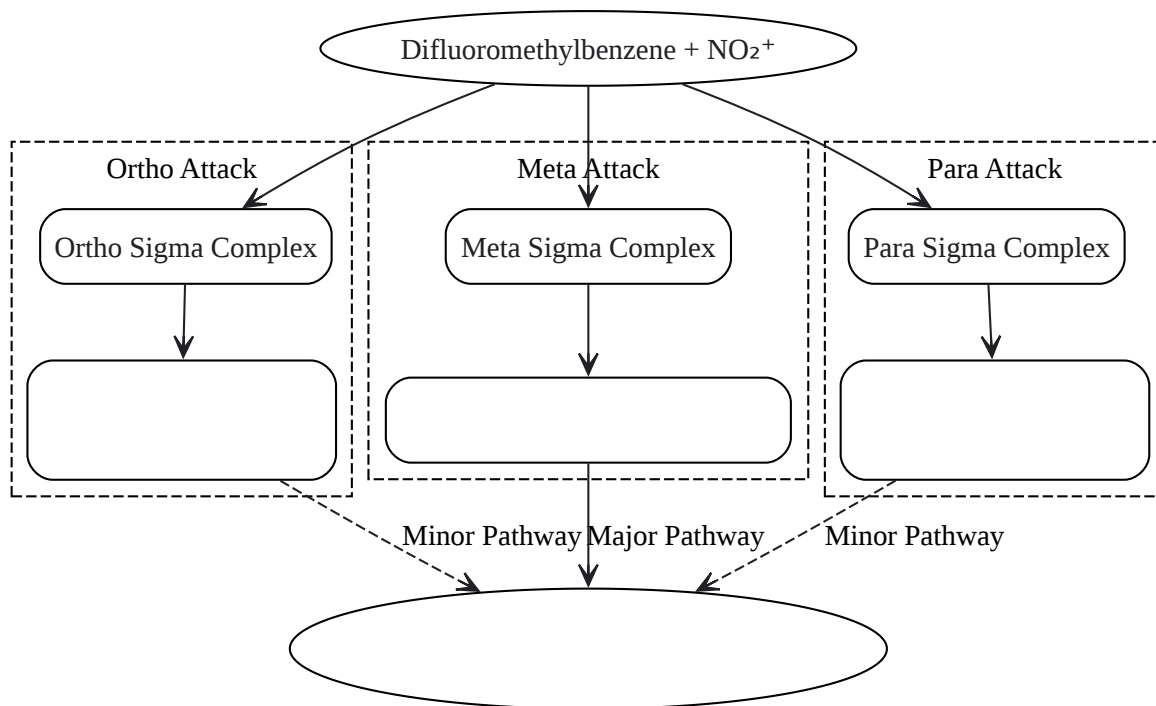 Difluoromethylbenzene + NO₂⁺
Ortho Attack
Meta Attack
Para Attack
Ortho Sigma Complex
Meta Sigma Complex
Para Sigma Complex
Minor Pathway
Major Pathway
Minor Pathway